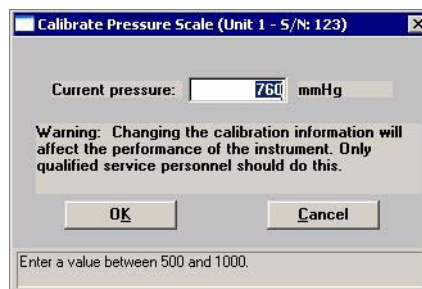 Calibrate Pressure Scale (Unit 1 - S/N: 123)
Current pressure: 760 mmHg
Warning: Changing the calibration information will
affect the performance of the instrument. Only
qualified service personnel should do this.
OK Cancel
Enter a value between 500 and 1000.